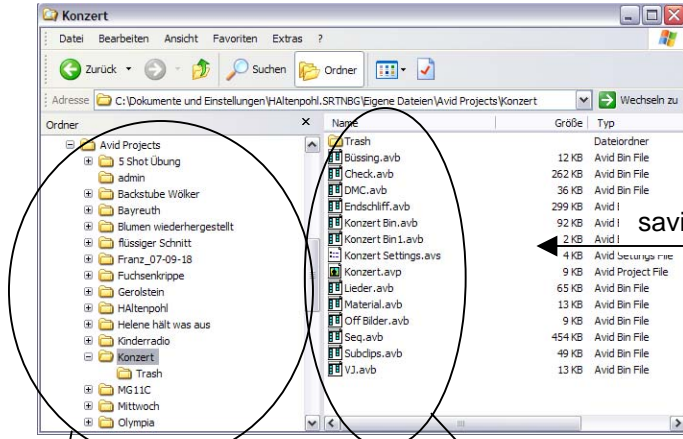 Konzert
Datei Bearbeiten Ansicht Favoriten Extras ?
Zurück Suchen Ordner
Adresse C:\Dokumente und Einstellungen\HAltenpohl.SRTNBG\Eigene Dateien\Avid Projects\Konzert Wechseln zu
Ordner x Name Größe Typ
Avid Projects
5 Shot Übung
admin
Backstube Wölker
Bayreuth
Blumen wiederhergestellt
flüssiger Schnitt
Franz_07-09-18
Fuchsenkrippe
Gerolstein
HAltenpohl
Helene hält was aus
Kinderradio
Konzert
Trash
MG11C
Mittwoch
Olympia
Trash Dateiordner
Büssing.avb 12 KB Avid Bin File
Check.avb 262 KB Avid Bin File
DMC.avb 36 KB Avid Bin File
Endschliff.avb 299 KB Avid
Konzert Bin.avb 92 KB Avid
Konzert Bin1.avb 2 KB Avid
Konzert Settings.avs 4 KB Avid Settings File
Konzert.avp 9 KB Avid Project File
Lieder.avb 65 KB Avid Bin File
Material.avb 13 KB Avid Bin File
Off Bilder.avb 9 KB Avid Bin File
Seq.avb 454 KB Avid Bin File
Subclips.avb 49 KB Avid Bin File
VJ.avb 13 KB Avid Bin File
savi